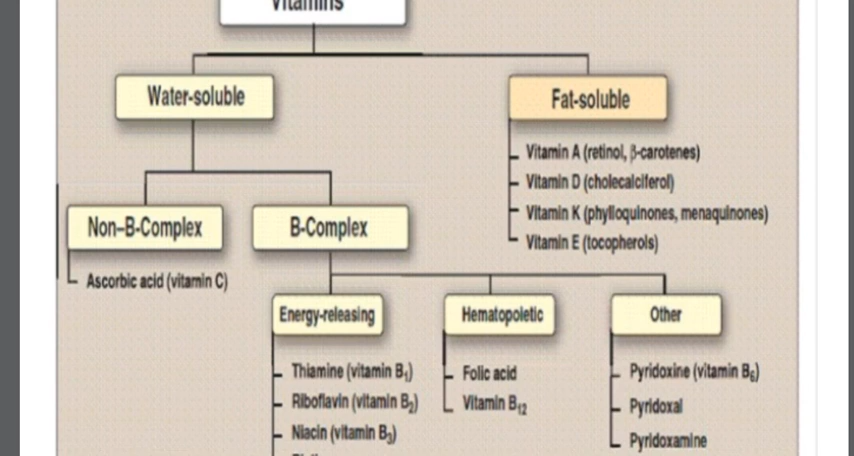 Vitamins
Water-soluble
Fat-soluble
Vitamin A (retinol, β-carotenes)
Vitamin D (cholecalciferol)
Vitamin K (phylloquinones, menaquinones)
Vitamin E (tocopherols)
Non–B-Complex
B-Complex
Ascorbic acid (vitamin C)
Energy-releasing
Hematopoietic
Other
Thiamine (vitamin B₁)
Riboflavin (vitamin B₂)
Niacin (vitamin B₃)
Folic acid
Vitamin B₁₂
Pyridoxine (vitamin B₆)
Pyridoxal
Pyridoxamine